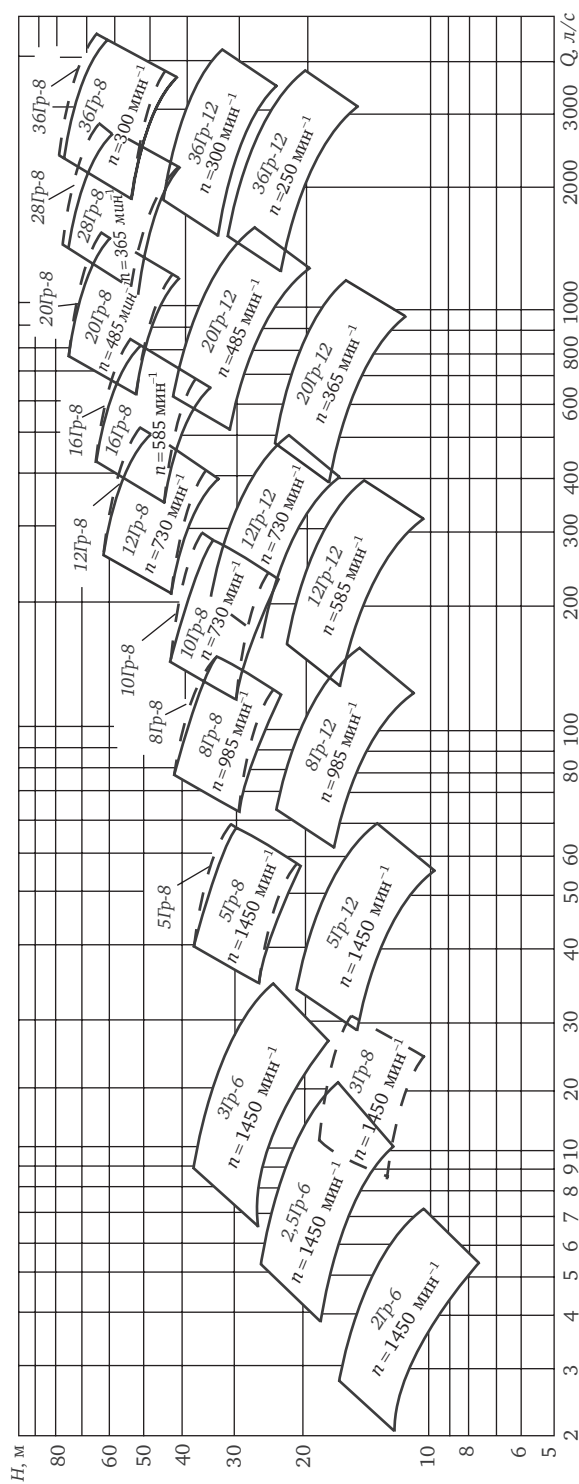 H, м
80
60
50
40
30
20
10
8
6
5
2
3
4
5
6
7
8
9
10
20
30
40
50
60
80
100
200
300
400
600
800
1000
2000
3000
Q, л/с
2Гр-6
n = 1450 мин⁻¹
2,5Гр-6
n = 1450 мин⁻¹
3Гр-6
n = 1450 мин⁻¹
3Гр-8
n = 1450 мин⁻¹
5Гр-8
5Гр-8
n = 1450 мин⁻¹
5Гр-12
n = 1450 мин⁻¹
8Гр-8
8Гр-8
n = 985 мин⁻¹
8Гр-12
n = 985 мин⁻¹
10Гр-8
10Гр-8
n = 730 мин⁻¹
12Гр-8
12Гр-8
n = 730 мин⁻¹
12Гр-12
n = 730 мин⁻¹
12Гр-12
n = 585 мин⁻¹
16Гр-8
16Гр-8
n = 585 мин⁻¹
20Гр-8
20Гр-8
n = 485 мин⁻¹
20Гр-12
n = 485 мин⁻¹
20Гр-12
n = 365 мин⁻¹
28Гр-8
28Гр-8
n = 365 мин⁻¹
36Гр-8
36Гр-8
n = 300 мин⁻¹
36Гр-12
n = 300 мин⁻¹
36Гр-12
n = 250 мин⁻¹